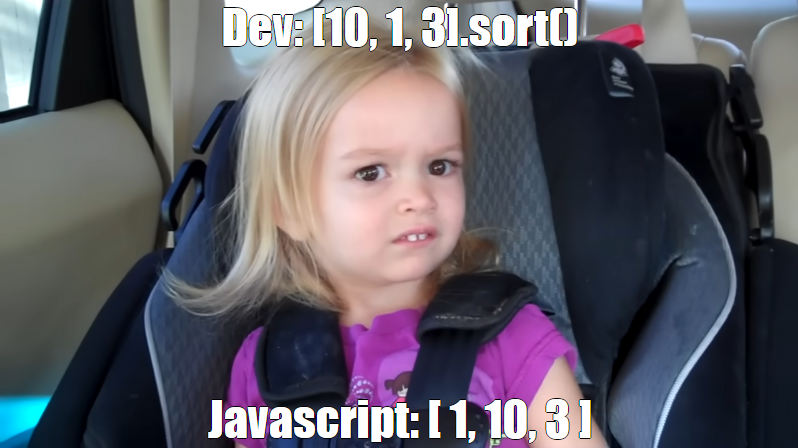 Dev: [10, 1, 3].sort()
Javascript: [ 1, 10, 3 ]